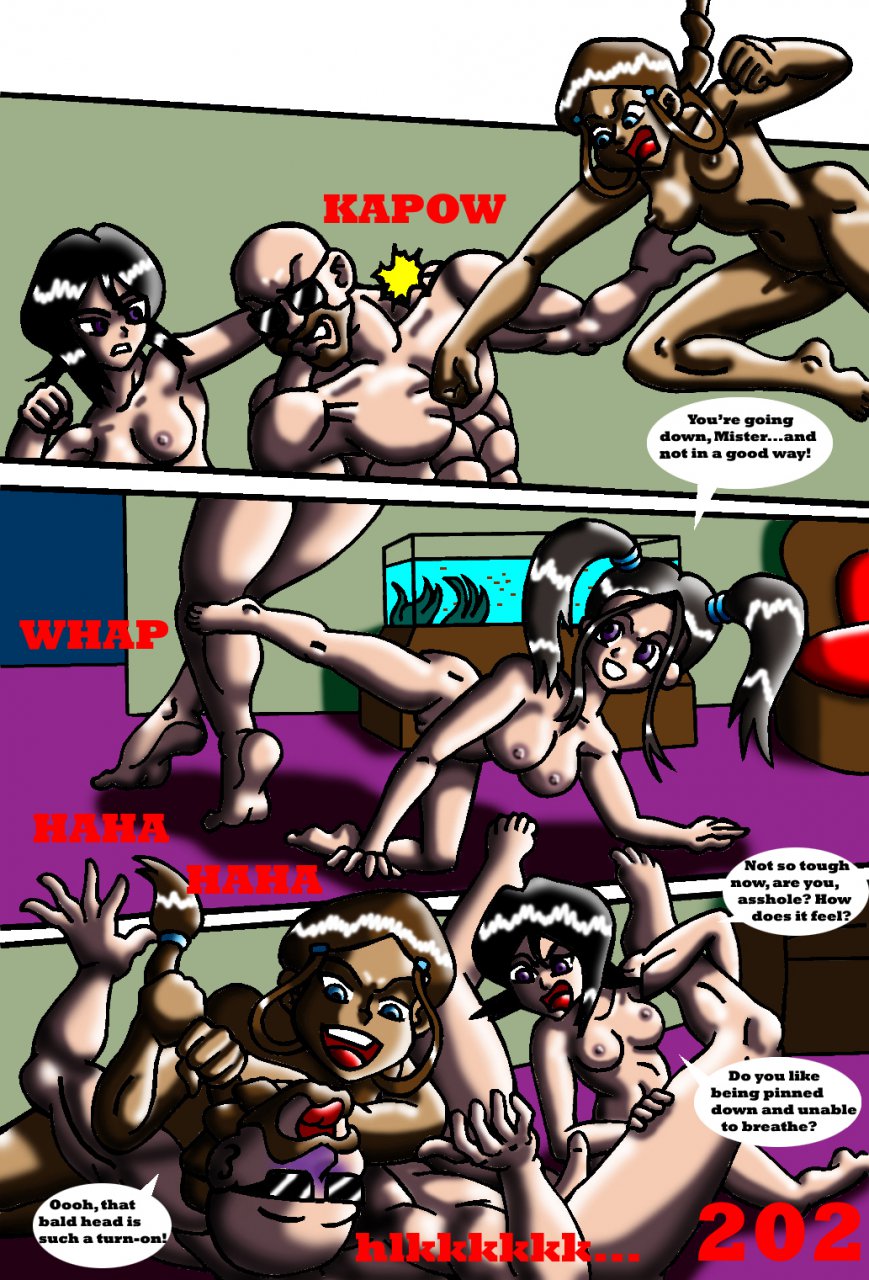 KAPOW
You're going
down, Mister...and
not in a good way!
WHAP
HAHA
HAHA
Not so tough
now, are you,
asshole? How
does it feel?
Do you like
being pinned
down and unable
to breathe?
Oooh, that
bald head is
such a turn-on!
hlkkkkkk...
202